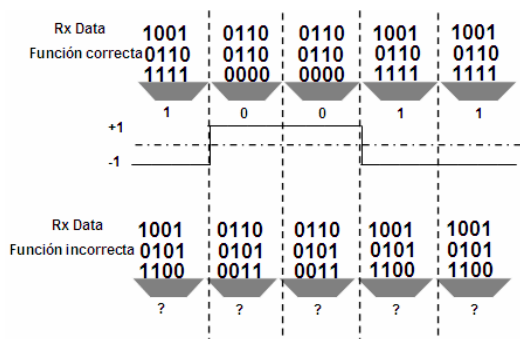 Rx Data 1001 0110 0110 1001 1001
Función correcta 0110 0110 0110 0110 0110
1111 0000 0000 1111 1111
1 0 0 1 1
+1
-1
Rx Data 1001 0110 0110 1001 1001
Función incorrecta 0101 0101 0101 0101 0101
1100 0011 0011 1100 1100
? ? ? ? ?